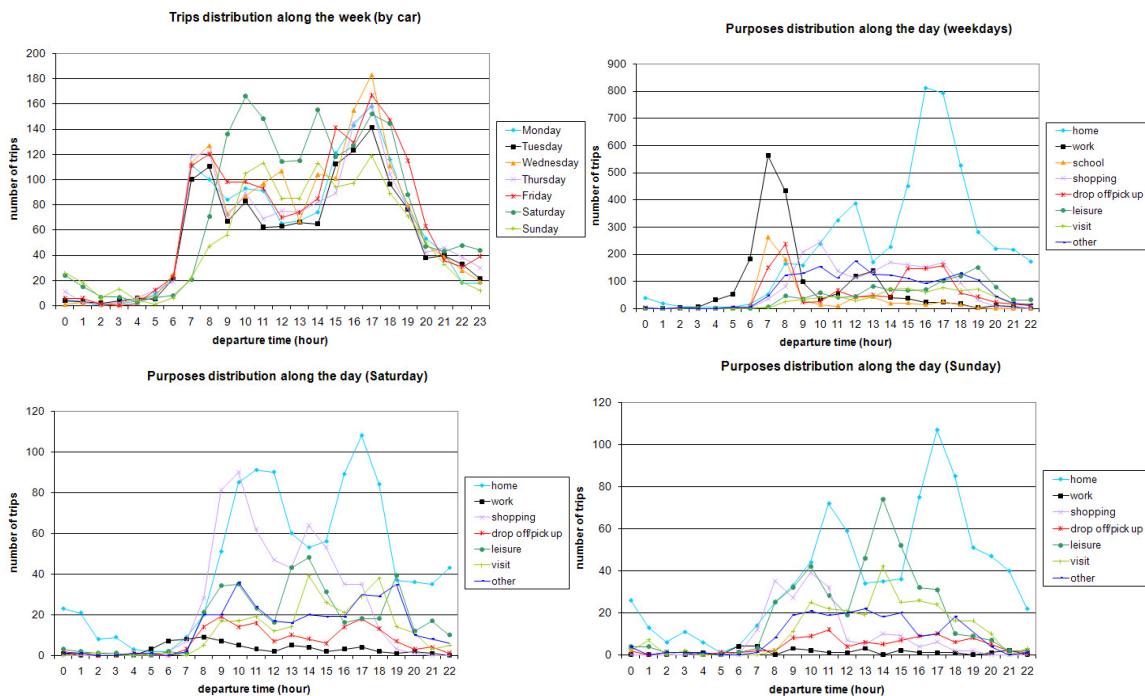 Trips distribution along the week (by car)
number of trips
200
180
160
140
120
100
80
60
40
20
0
0 1 2 3 4 5 6 7 8 9 10 11 12 13 14 15 16 17 18 19 20 21 22 23
departure time (hour)
Monday
Tuesday
Wednesday
Thursday
Friday
Saturday
Sunday
Purposes distribution along the day (weekdays)
number of trips
900
800
700
600
500
400
300
200
100
0
0 1 2 3 4 5 6 7 8 9 10 11 12 13 14 15 16 17 18 19 20 21 22
departure time (hour)
home
work
school
shopping
drop off/pick up
leisure
visit
other
Purposes distribution along the day (Saturday)
number of trips
120
100
80
60
40
20
0
0 1 2 3 4 5 6 7 8 9 10 11 12 13 14 15 16 17 18 19 20 21 22
departure time (hour)
home
work
shopping
drop off/pick up
leisure
visit
other
Purposes distribution along the day (Sunday)
number of trips
120
100
80
60
40
20
0
0 1 2 3 4 5 6 7 8 9 10 11 12 13 14 15 16 17 18 19 20 21 22
departure time (hour)
home
work
shopping
drop off/pick up
leisure
visit
other